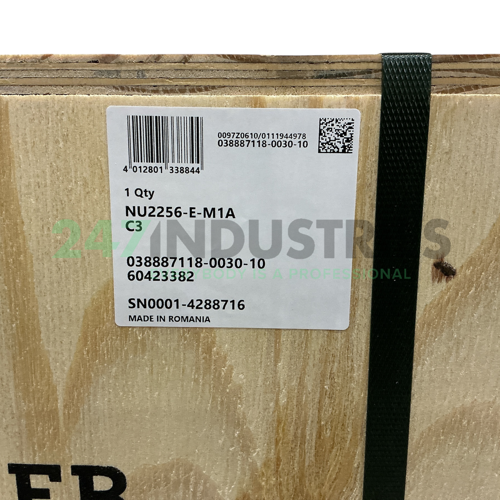 0097Z0610/0111944978
038887118-0030-10
4 012801 338844
1 Qty
NU2256-E-M1A
C3
247INDUSTRIES
038887118-0030-10
60423382
SN0001-4288716
MADE IN ROMANIA